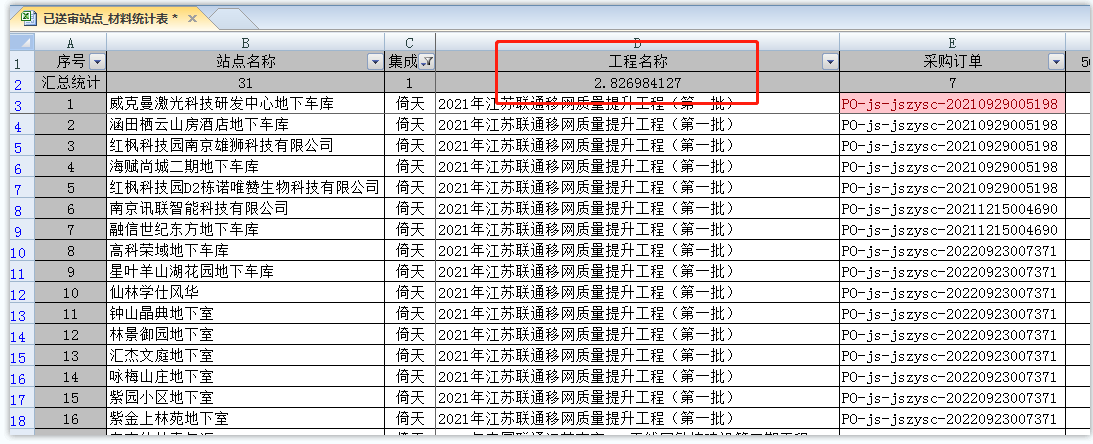 已送审站点_材料统计表 *
A B C D E
1 序号 站点名称 集成 工程名称 采购订单
2 汇总统计 31 1 2.826984127 7
3 1 威克曼激光科技研发中心地下车库 倚天 2021年江苏联通移网质量提升工程（第一批） PO-js-jszysc-20210929005198
4 2 涵田栖云山房酒店地下车库 倚天 2021年江苏联通移网质量提升工程（第一批） PO-js-jszysc-20210929005198
5 3 红枫科技园南京雄狮科技有限公司 倚天 2021年江苏联通移网质量提升工程（第一批） PO-js-jszysc-20210929005198
6 4 海赋尚城二期地下车库 倚天 2021年江苏联通移网质量提升工程（第一批） PO-js-jszysc-20210929005198
7 5 红枫科技园D2栋诺唯赞生物科技有限公司 倚天 2021年江苏联通移网质量提升工程（第一批） PO-js-jszysc-20210929005198
8 6 南京讯联智能科技有限公司 倚天 2021年江苏联通移网质量提升工程（第一批） PO-js-jszysc-20211215004690
9 7 融信世纪东方地下车库 倚天 2021年江苏联通移网质量提升工程（第一批） PO-js-jszysc-20211215004690
10 8 高科荣域地下车库 倚天 2021年江苏联通移网质量提升工程（第一批） PO-js-jszysc-20220923007371
11 9 星叶羊山湖花园地下车库 倚天 2021年江苏联通移网质量提升工程（第一批） PO-js-jszysc-20220923007371
12 10 仙林学仕风华 倚天 2021年江苏联通移网质量提升工程（第一批） PO-js-jszysc-20220923007371
13 11 钟山晶典地下室 倚天 2021年江苏联通移网质量提升工程（第一批） PO-js-jszysc-20220923007371
14 12 林景御园地下室 倚天 2021年江苏联通移网质量提升工程（第一批） PO-js-jszysc-20220923007371
15 13 汇杰文庭地下室 倚天 2021年江苏联通移网质量提升工程（第一批） PO-js-jszysc-20220923007371
16 14 咏梅山庄地下室 倚天 2021年江苏联通移网质量提升工程（第一批） PO-js-jszysc-20220923007371
17 15 紫园小区地下室 倚天 2021年江苏联通移网质量提升工程（第一批） PO-js-jszysc-20220923007371
18 16 紫金上林苑地下室 倚天 2021年江苏联通移网质量提升工程（第一批） PO-js-jszysc-20220923007371